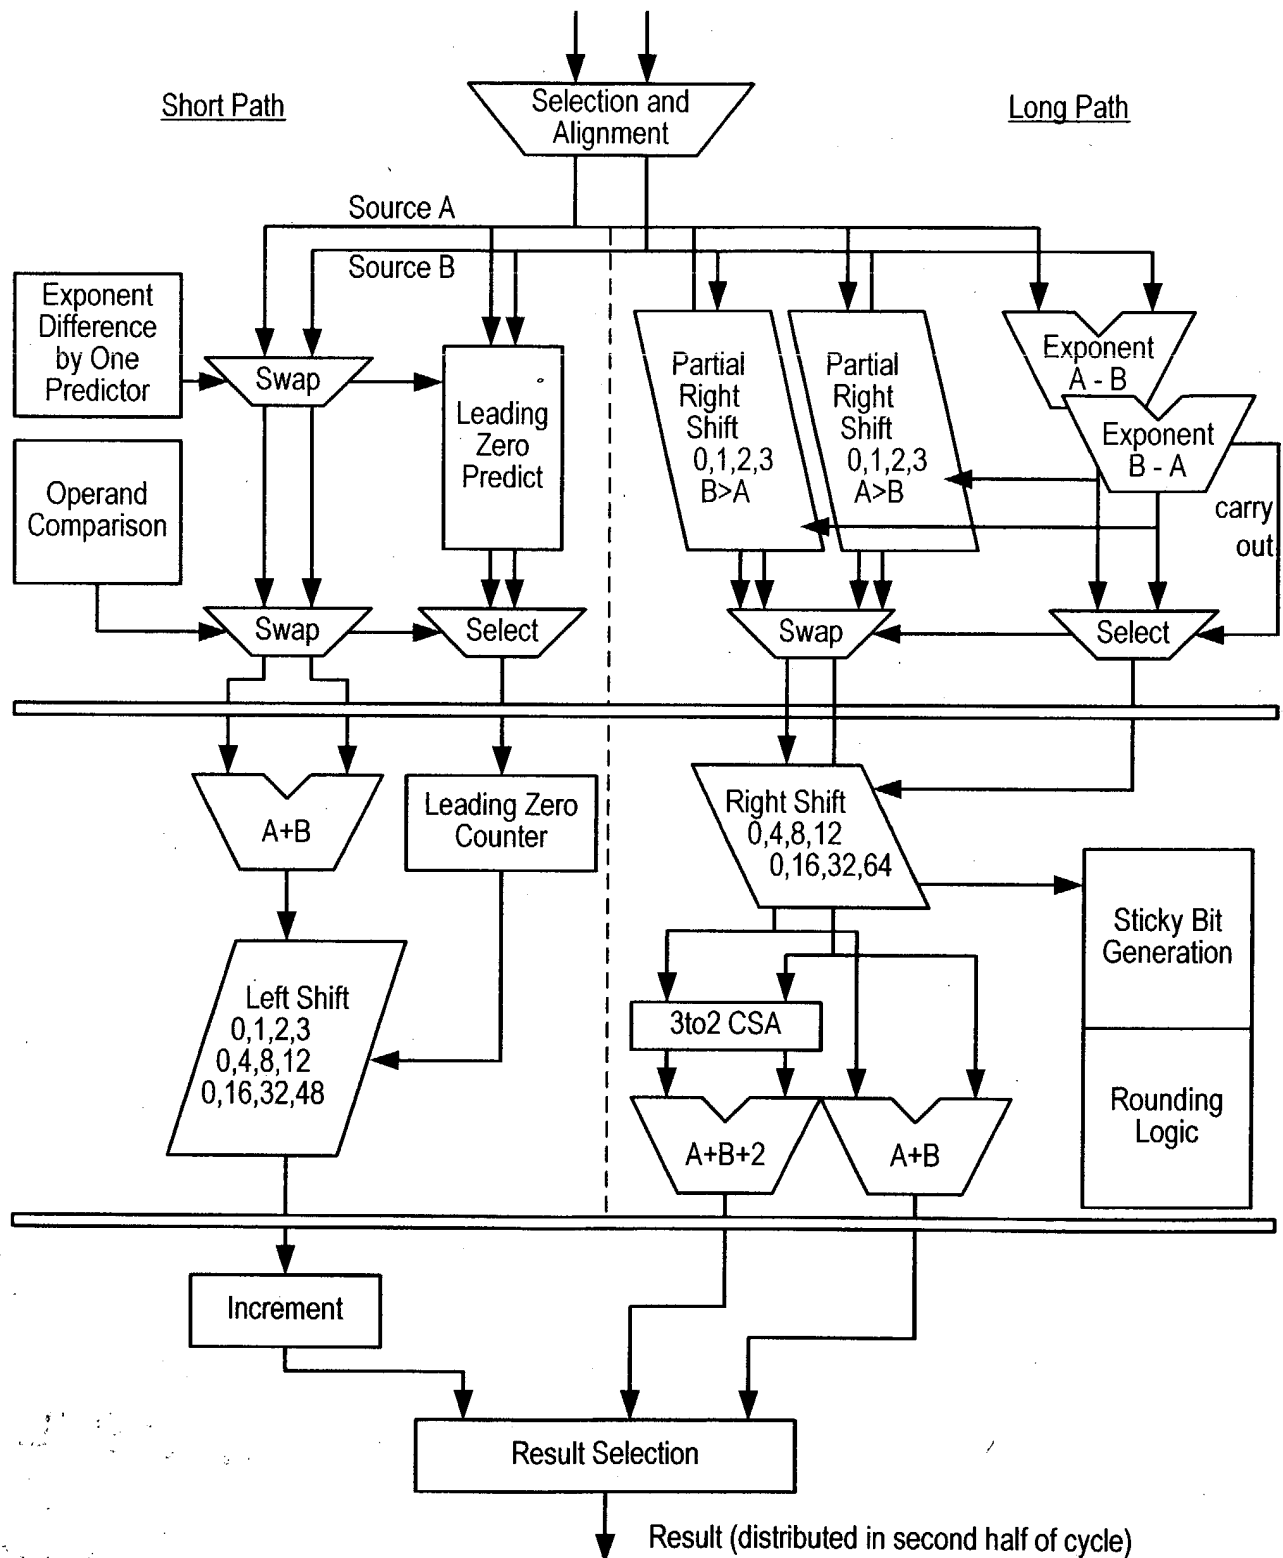 Selection and
Alignment
Short Path
Long Path
Source A
Source B
Exponent
Difference
by One
Predictor
Swap
Leading
Zero
Predict
Partial
Right
Shift
0,1,2,3
B>A
Partial
Right
Shift
0,1,2,3
A>B
Exponent
A - B
Exponent
B - A
carry
out
Operand
Comparison
Swap
Select
Swap
Select
A+B
Leading Zero
Counter
Right Shift
0,4,8,12
0,16,32,64
Sticky Bit
Generation
Left Shift
0,1,2,3
0,4,8,12
0,16,32,48
3to2 CSA
Rounding
Logic
A+B+2
A+B
Increment
Result Selection
Result (distributed in second half of cycle)